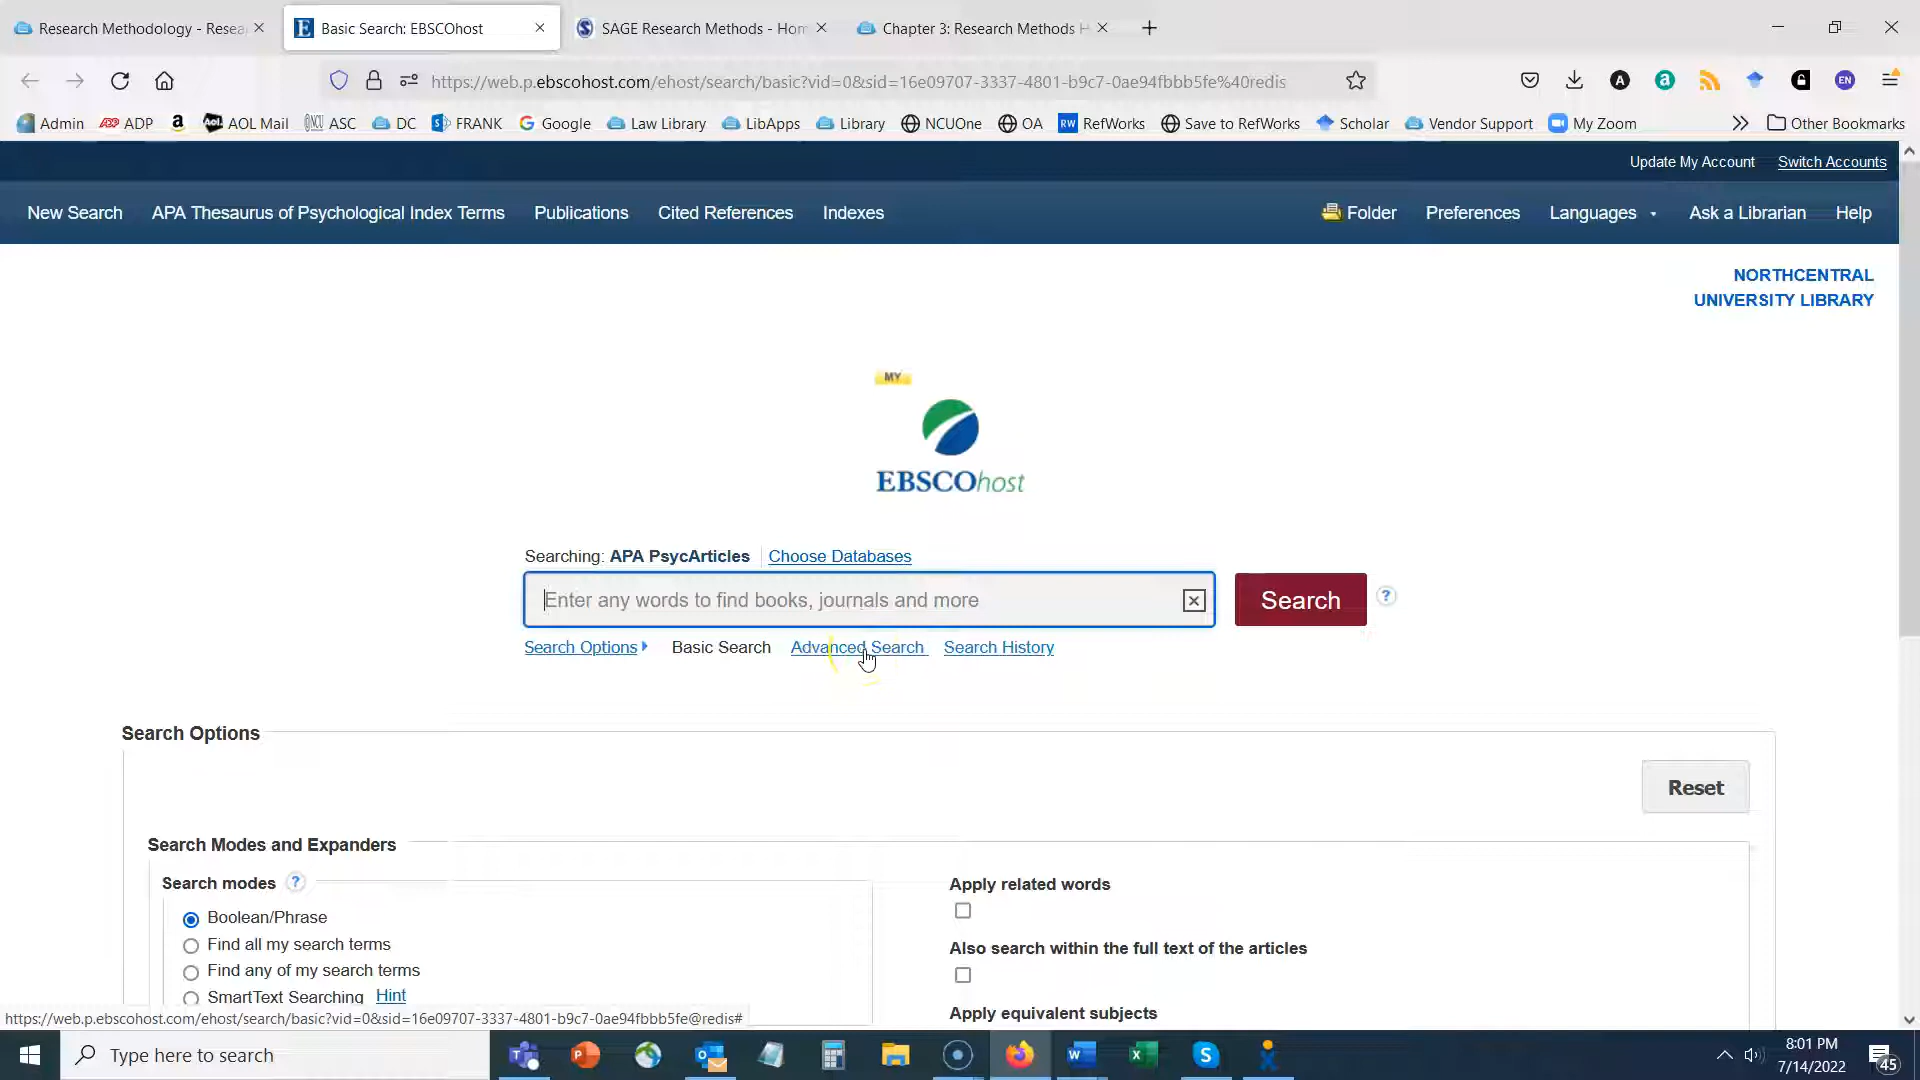 Research Methodology - Resea
Basic Search: EBSCOhost
SAGE Research Methods - Hom
Chapter 3: Research Methods H
https://web.p.ebscohost.com/ehost/search/basic?vid=0&sid=16e09707-3337-4801-b9c7-0ae94fbbb5fe%40redis
A
a
EN
Admin
ADP
AOL Mail
ASC
DC
FRANK
Google
Law Library
LibApps
Library
NCUOne
OA
RW RefWorks
Save to RefWorks
Scholar
Vendor Support
My Zoom
Other Bookmarks
Update My Account
Switch Accounts
New Search
APA Thesaurus of Psychological Index Terms
Publications
Cited References
Indexes
Folder
Preferences
Languages
Ask a Librarian
Help
NORTHCENTRAL
UNIVERSITY LIBRARY
MY
EBSCOhost
Searching: APA PsycArticles
Choose Databases
Enter any words to find books, journals and more
Search
?
Search Options
Basic Search
Advanced Search
Search History
Search Options
Reset
Search Modes and Expanders
Search modes ?
Boolean/Phrase
Find all my search terms
Find any of my search terms
SmartText Searching Hint
Apply related words
Also search within the full text of the articles
Apply equivalent subjects
https://web.p.ebscohost.com/ehost/search/basic?vid=0&sid=16e09707-3337-4801-b9c7-0ae94fbbb5fe@redis#
Type here to search
8:01 PM
7/14/2022
45